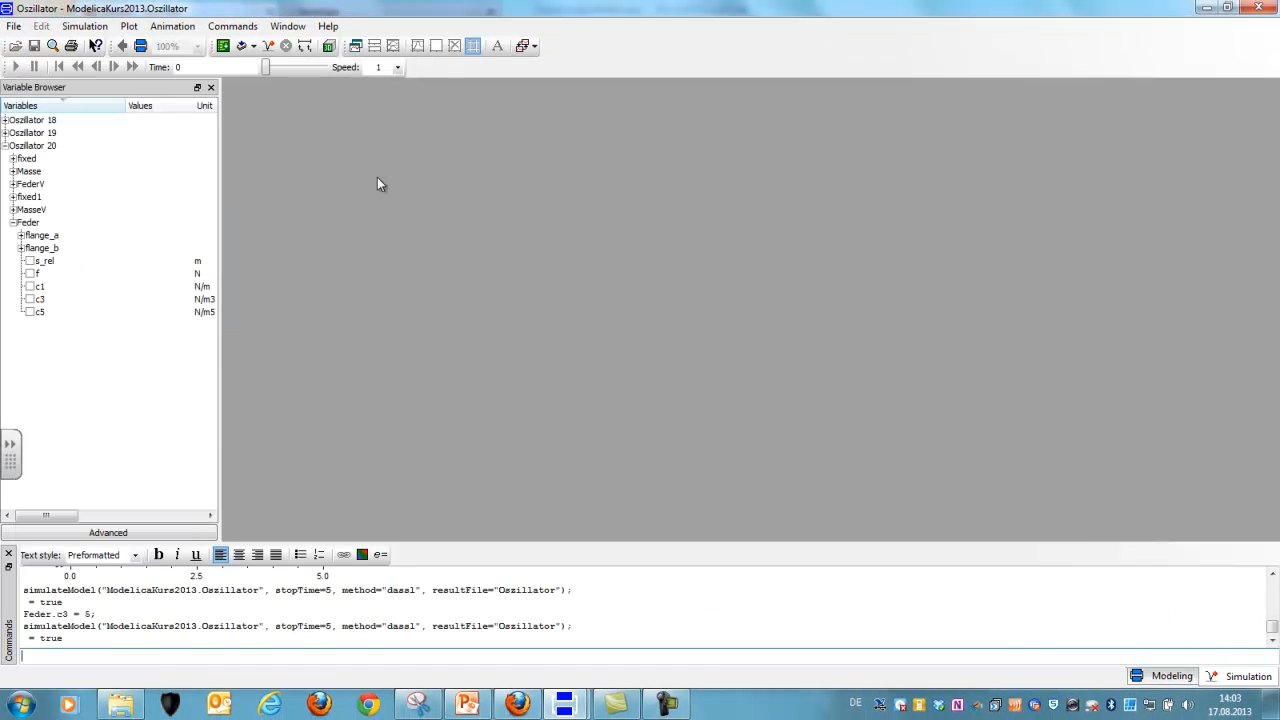 Oszillator - ModelicaKurs2013.Oszillator
File Edit Simulation Plot Animation Commands Window Help
100%
Time: 0 Speed: 1
Variable Browser
Variables Values Unit
Oszillator 18
Oszillator 19
Oszillator 20
fixed
Masse
FederV
fixed1
MasseV
Feder
flange_a
flange_b
s_rel m
f N
c1 N/m
c3 N/m3
c5 N/m5
Advanced
Text style: Preformatted b i u e=
0.0 2.5 5.0
simulateModel("ModelicaKurs2013.Oszillator", stopTime=5, method="dassl", resultFile="Oszillator");
= true
Feder.c3 = 5;
simulateModel("ModelicaKurs2013.Oszillator", stopTime=5, method="dassl", resultFile="Oszillator");
= true
Commands
Modeling Simulation
DE
14:03
17.08.2013